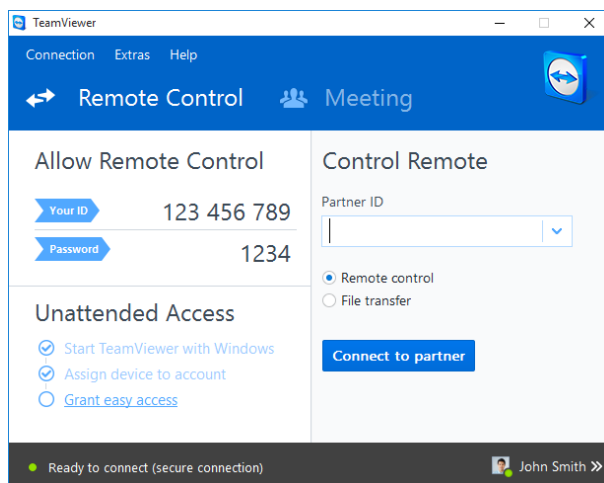 TeamViewer
Connection Extras Help
Remote Control Meeting
Allow Remote Control
Your ID 123 456 789
Password 1234
Unattended Access
Start TeamViewer with Windows
Assign device to account
Grant easy access
Control Remote
Partner ID
Remote control
File transfer
Connect to partner
Ready to connect (secure connection)
John Smith